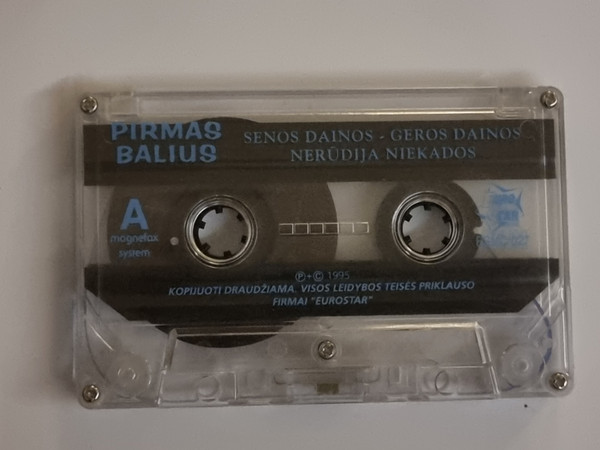 PIRMAS
BALIUS
SENOS DAINOS - GEROS DAINOS
NERŪDIJA NIEKADOS
A
magnefax
system
Ⓟ+© 1995
KOPIJUOTI DRAUDŽIAMA. VISOS LEIDYBOS TEISĖS PRIKLAUSO
FIRMAI "EUROSTAR"